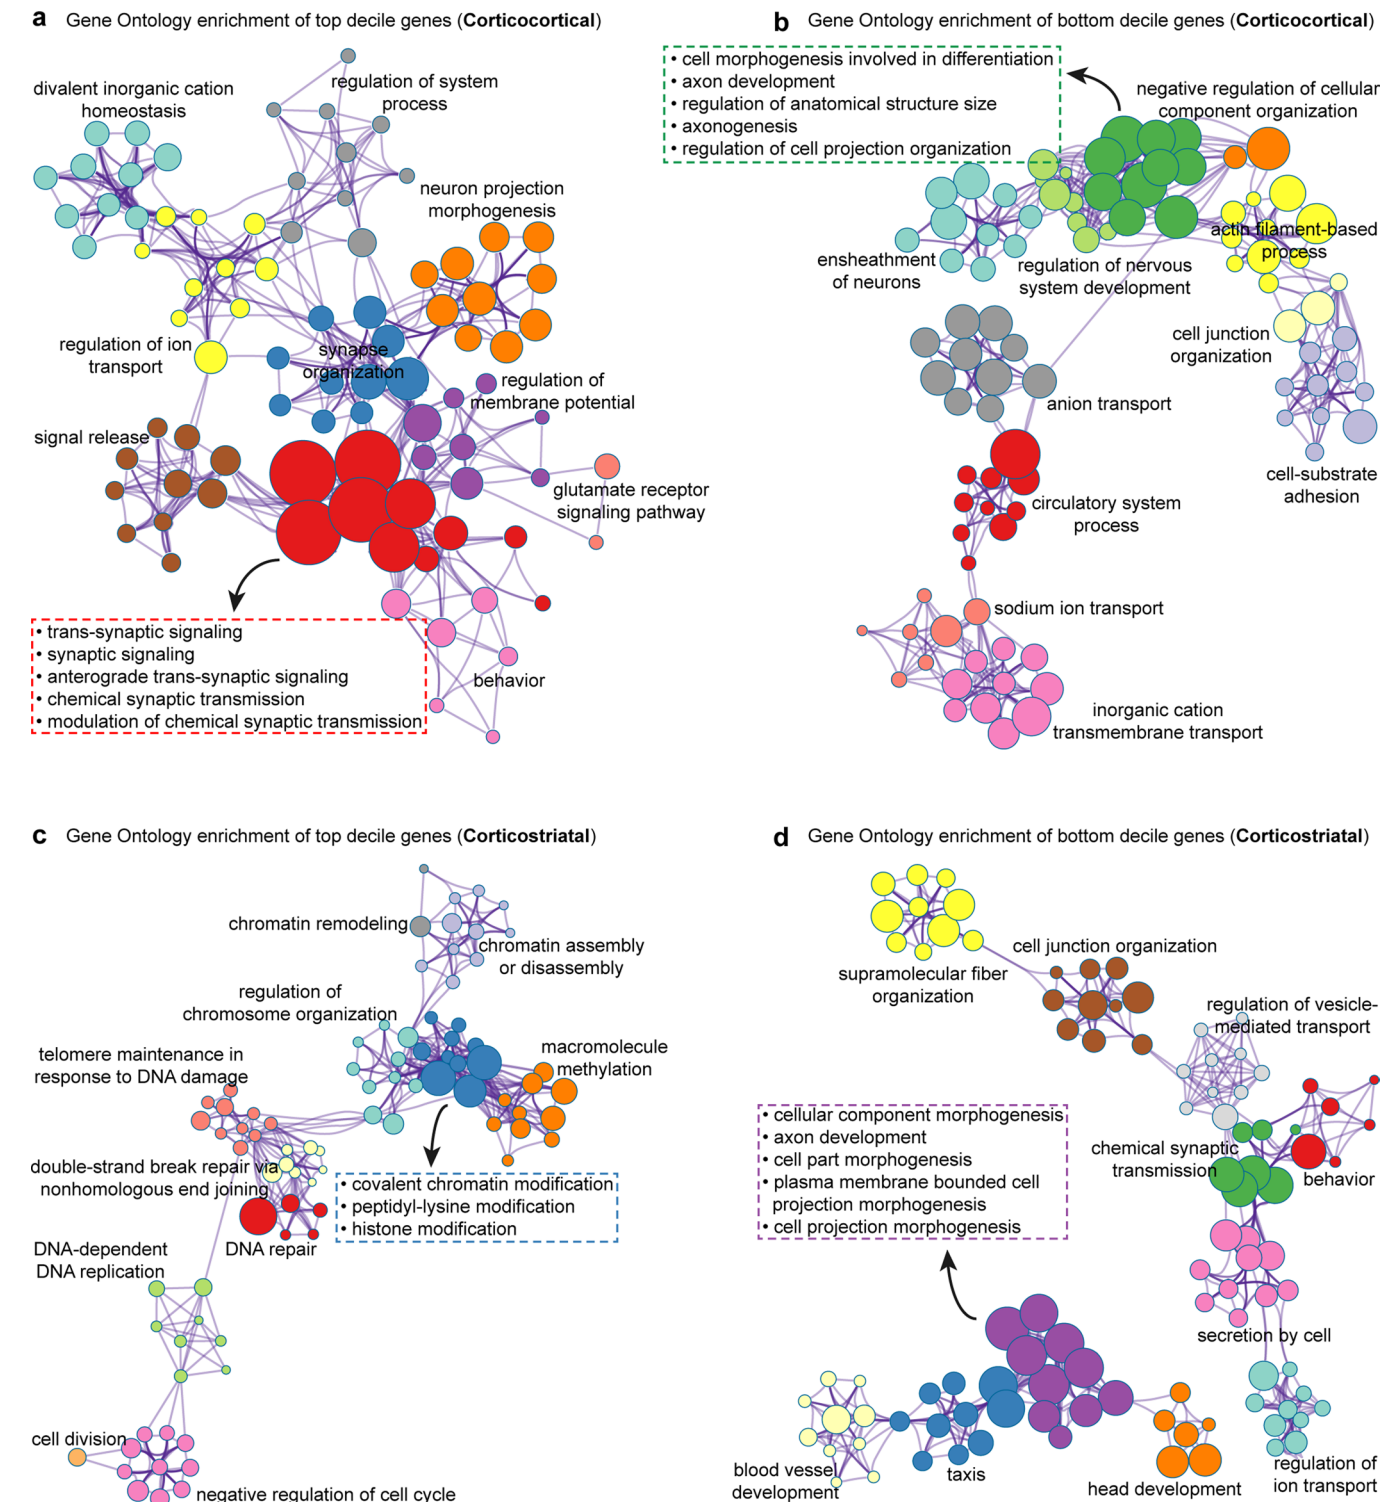 a Gene Ontology enrichment of top decile genes (Corticocortical)
divalent inorganic cation
homeostasis
regulation of system
process
neuron projection
morphogenesis
regulation of ion
transport
synapse
organization
regulation of
membrane potential
signal release
glutamate receptor
signaling pathway
• trans-synaptic signaling
• synaptic signaling
• anterograde trans-synaptic signaling
• chemical synaptic transmission
• modulation of chemical synaptic transmission
behavior
b Gene Ontology enrichment of bottom decile genes (Corticocortical)
• cell morphogenesis involved in differentiation
• axon development
• regulation of anatomical structure size
• axonogenesis
• regulation of cell projection organization
negative regulation of cellular
component organization
actin filament-based
process
ensheathment
of neurons
regulation of nervous
system development
cell junction
organization
anion transport
cell-substrate
adhesion
circulatory system
process
sodium ion transport
inorganic cation
transmembrane transport
c Gene Ontology enrichment of top decile genes (Corticostriatal)
chromatin remodeling
chromatin assembly
or disassembly
regulation of
chromosome organization
macromolecule
methylation
telomere maintenance in
response to DNA damage
double-strand break repair via
nonhomologous end joining
• covalent chromatin modification
• peptidyl-lysine modification
• histone modification
DNA-dependent
DNA replication
DNA repair
cell division
negative regulation of cell cycle
d Gene Ontology enrichment of bottom decile genes (Corticostriatal)
supramolecular fiber
organization
cell junction organization
regulation of vesicle-
mediated transport
• cellular component morphogenesis
• axon development
• cell part morphogenesis
• plasma membrane bounded cell
projection morphogenesis
• cell projection morphogenesis
chemical synaptic
transmission
behavior
secretion by cell
blood vessel
development
taxis
head development
regulation of
ion transport